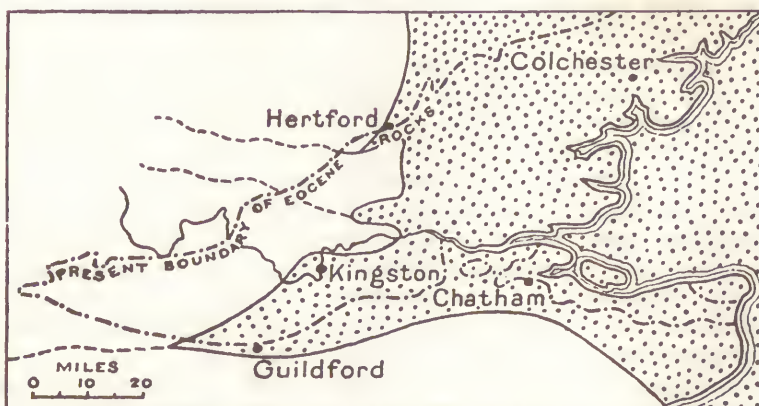 Colchester
Hertford
PRESENT BOUNDARY OF EOCENE ROCKS
Kingston
Chatham
Guildford
MILES
0 10 20